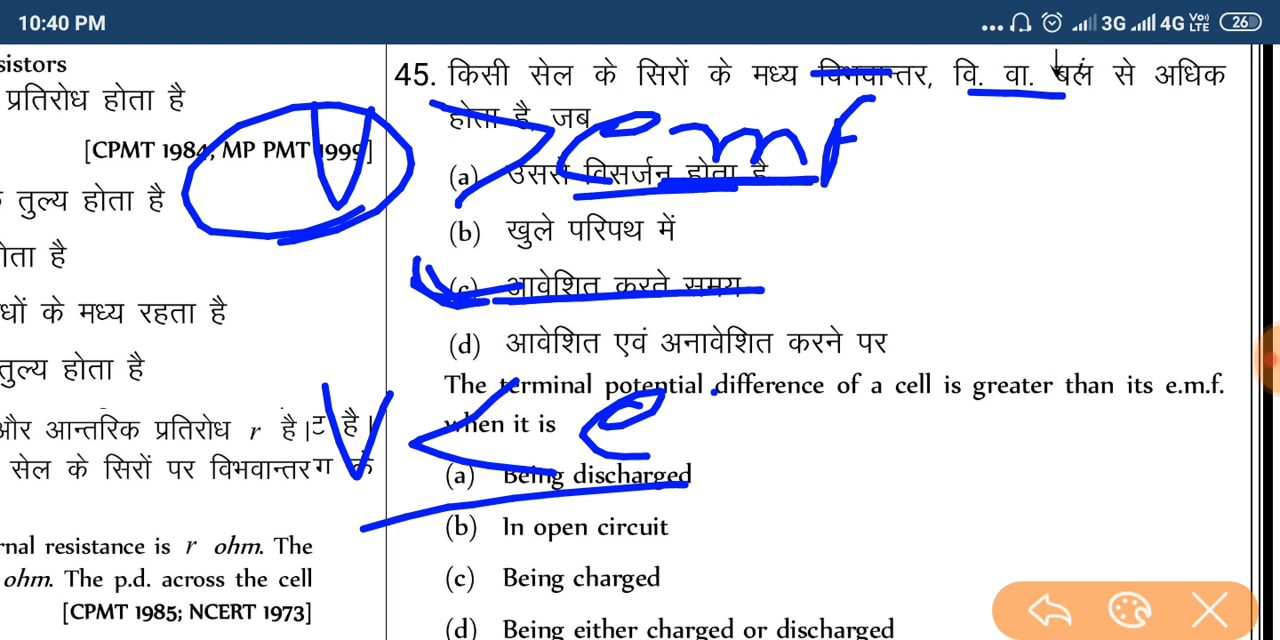 10:40 PM
3G 4G VoLTE 26
sistors
प्रतिरोध होता है
[CPMT 1984; MP PMT 1999]
तुल्य होता है
ोता है
धों के मध्य रहता है
तुल्य होता है
और आन्तरिक प्रतिरोध r है।
है।
सेल के सिरों पर विभवान्तर
rnal resistance is r ohm. The
ohm. The p.d. across the cell
[CPMT 1985; NCERT 1973]
V
V < e
45. किसी सेल के सिरों के मध्य विभवान्तर, वि. वा. बल से अधिक
होता है, जब
> emf
(a) उससे विसर्जन होता है
(b) खुले परिपथ में
(c) आवेशित करते समय
(d) आवेशित एवं अनावेशित करने पर
The terminal potential difference of a cell is greater than its e.m.f.
when it is
(a) Being discharged
(b) In open circuit
(c) Being charged
(d) Being either charged or discharged